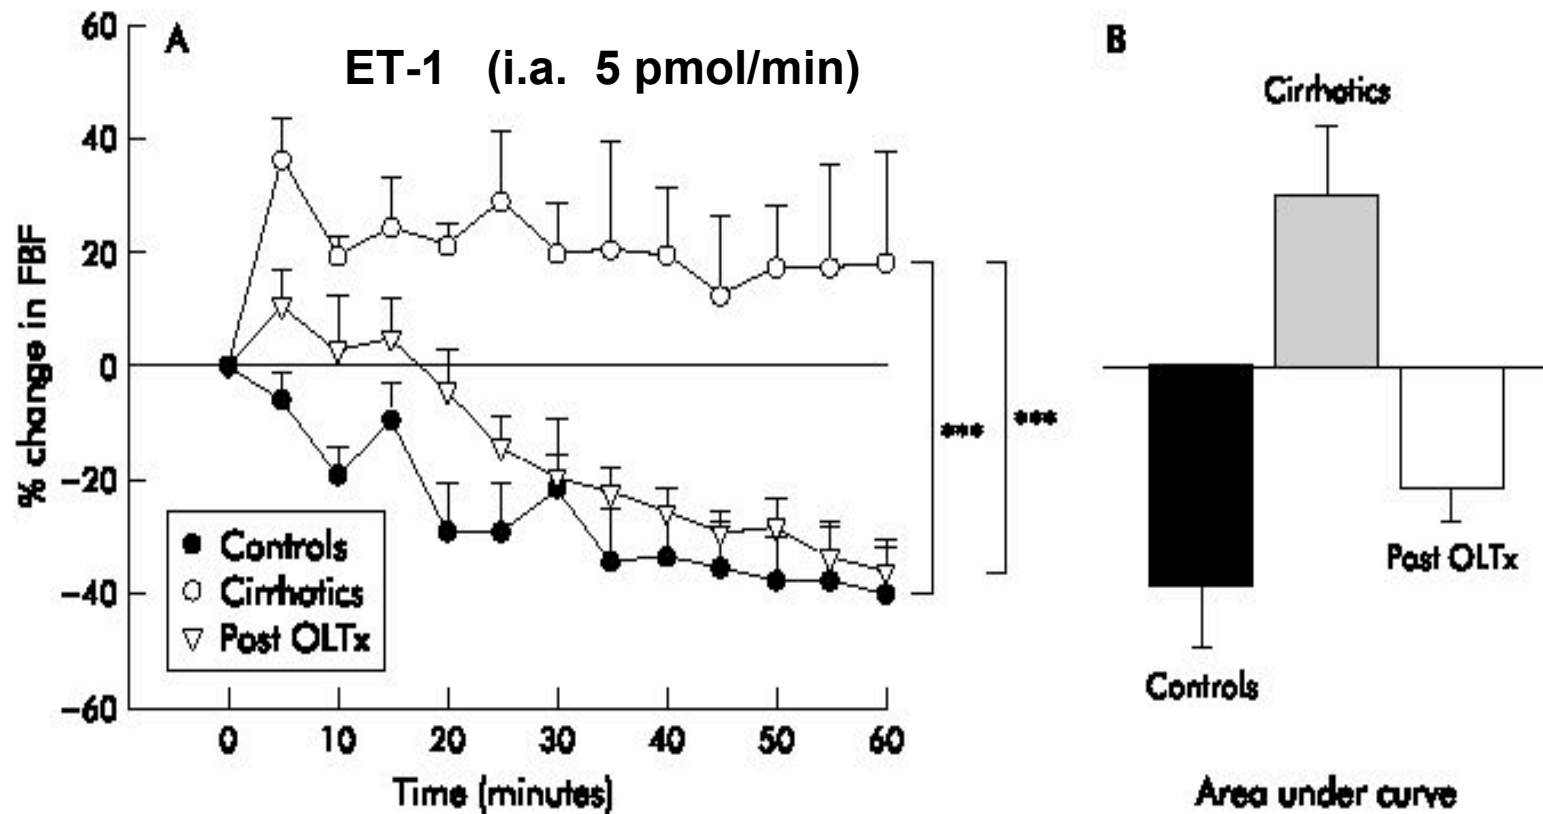 A
ET-1 (i.a. 5 pmol/min)
% change in FBF
60
40
20
0
−20
−40
−60
Controls
Cirrhotics
Post OLTx
***
***
0 10 20 30 40 50 60
Time (minutes)
B
Cirrhotics
Post OLTx
Controls
Area under curve